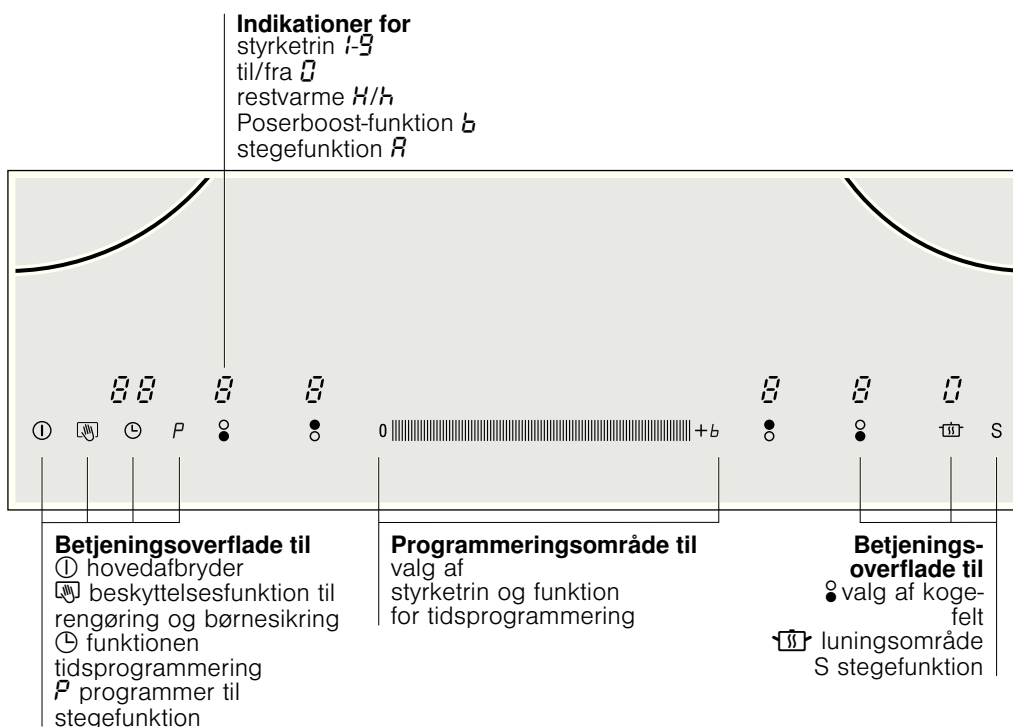 Indikationer for
styrketrin 1-9
til/fra 0
restvarme H/h
Poserboost-funktion b
stegefunktion A
88 8 8 8 8 0
P 0 +b S
Betjeningsoverflade til
hovedafbryder
beskyttelsesfunktion til
rengøring og børnesikring
funktionen
tidsprogrammering
P programmer til
stegefunktion
Programmeringsområde til
valg af
styrketrin og funktion
for tidsprogrammering
Betjenings-
overflade til
valg af koge-
felt
luningsområde
S stegefunktion